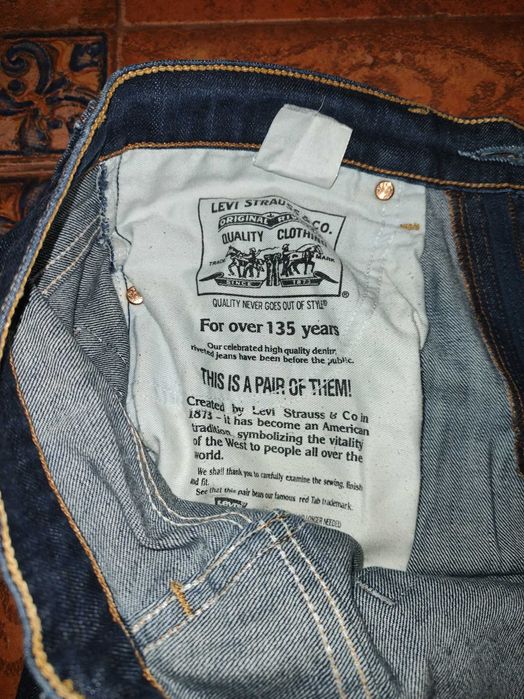 LEVI STRAUSS & CO.
ORIGINAL
QUALITY CLOTHING
TRADE MARK
SINCE 1873
QUALITY NEVER GOES OUT OF STYLE®
For over 135 years
Our celebrated high quality denim
riveted jeans have been before the public.
THIS IS A PAIR OF THEM!
Created by Levi Strauss & Co in
1873 - it has become an American
tradition, symbolizing the vitality
of the West to people all over the
world.
We shall thank you to carefully examine the sewing, finish
and fit.
See that this pair bears our famous red Tab trademark.
LEVI'S
LONGER NEEDED